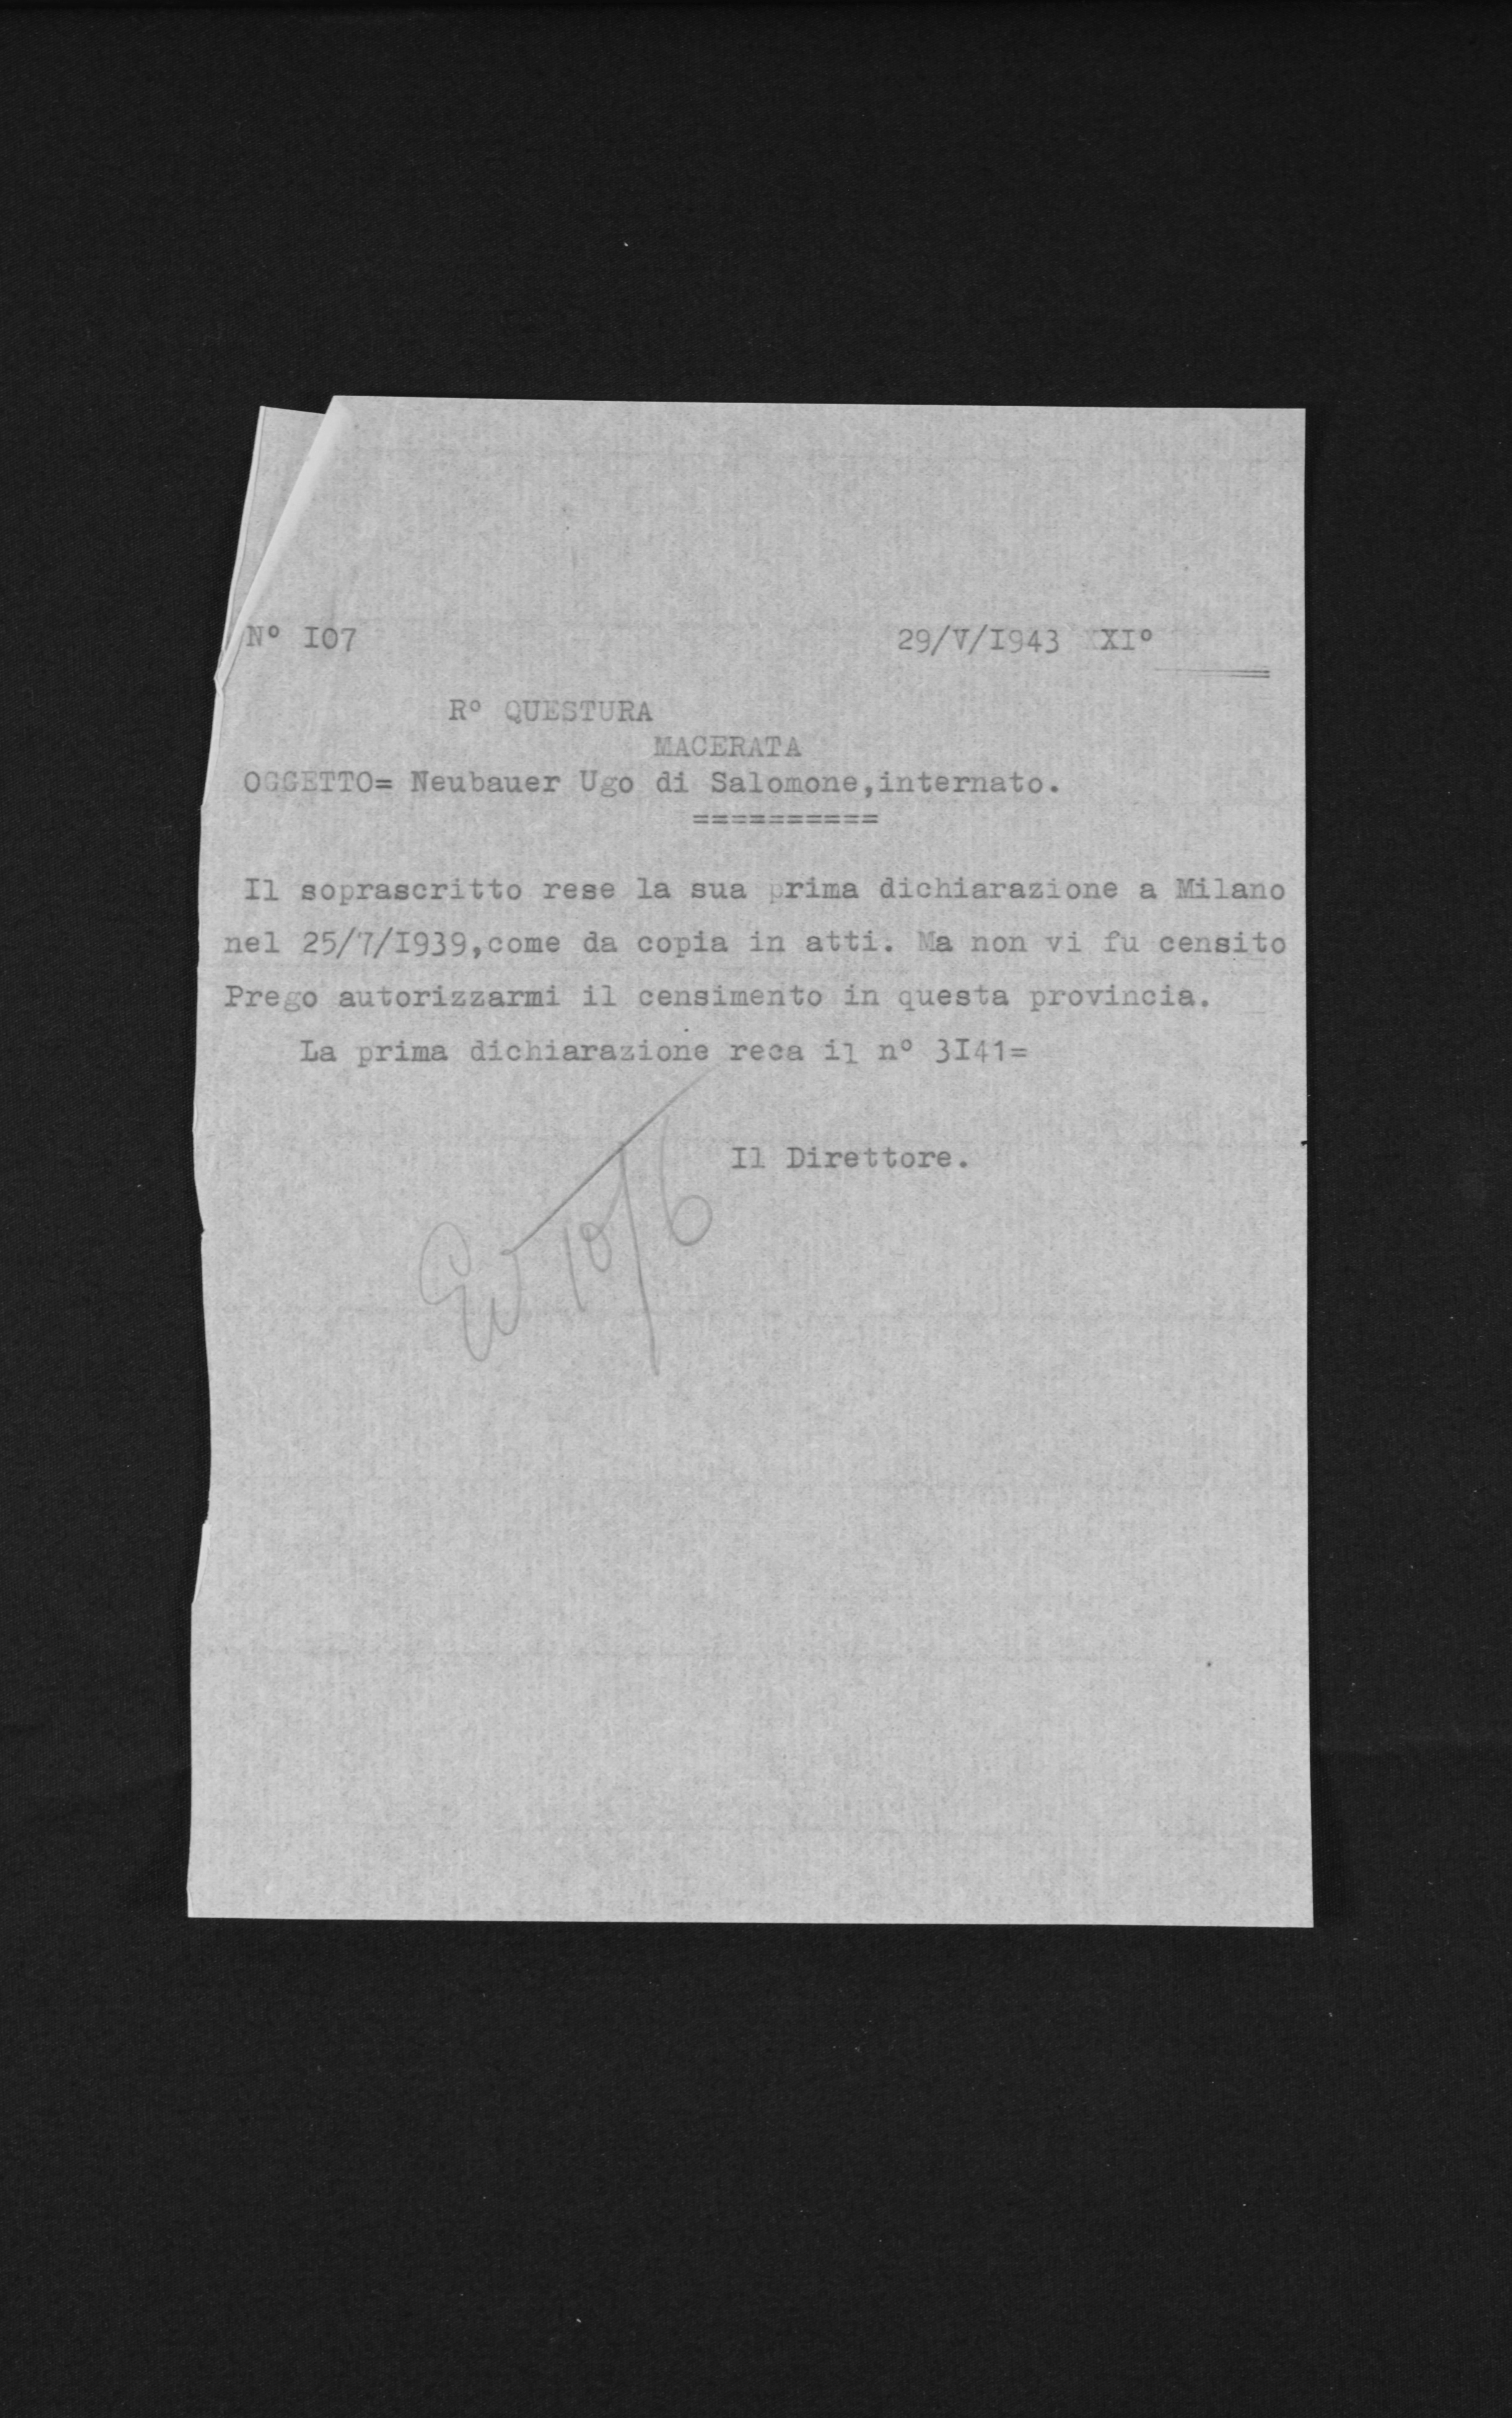 N° I07 29/V/I943 XXI°
R° QUESTURA
MACERATA
OGGETTO= Neubauer Ugo di Salomone,internato.
==========
Il soprascritto rese la sua prima dichiarazione a Milano
nel 25/7/I939,come da copia in atti. Ma non vi fu censito
Prego autorizzarmi il censimento in questa provincia.
La prima dichiarazione reca il n° 3I41=
Il Direttore.
10/6